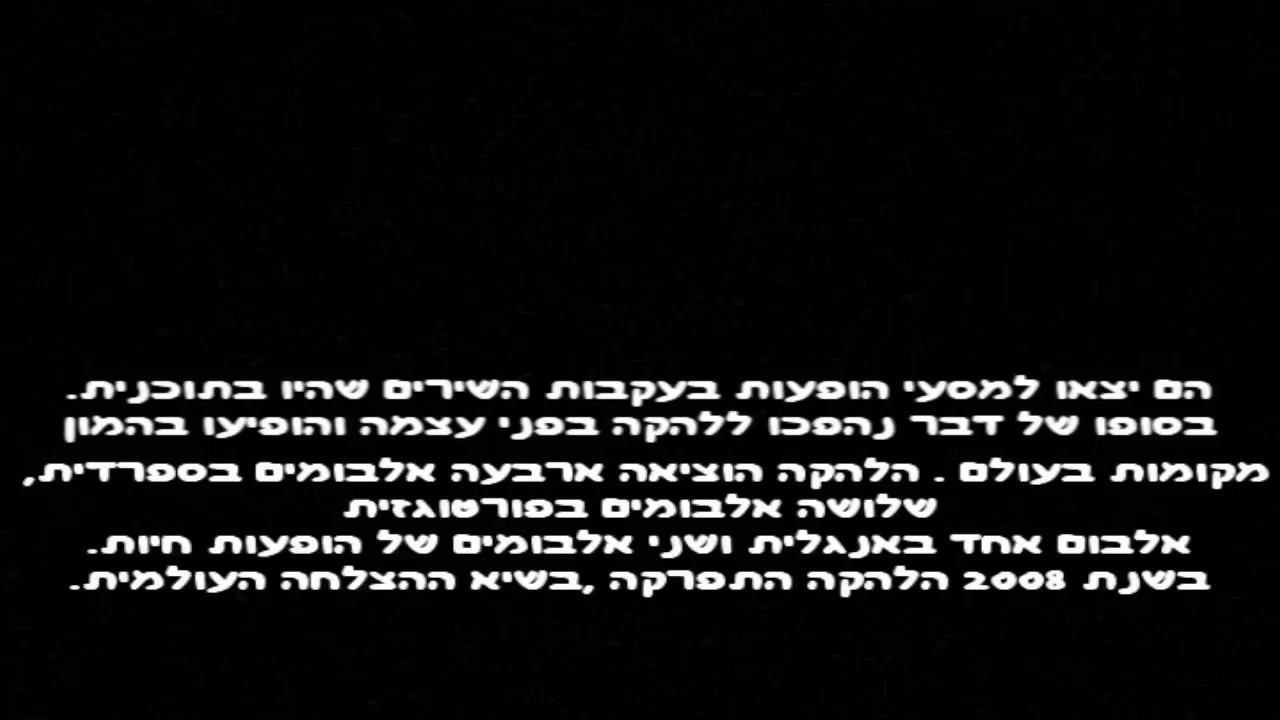 הם יצאו למסעי הופעות בעקבות השירים שהיו בתוכנית.
בסופו של דבר נהפכו ללהקה בפני עצמה והופיעו בהמון
מקומות בעולם . הלהקה הוציאה ארבעה אלבומים בספרדית,
שלושה אלבומים בפורטוגזית
אלבום אחד באנגלית ושני אלבומים של הופעות חיות.
בשנת 2008 הלהקה התפרקה ,בשיא ההצלחה העולמית.